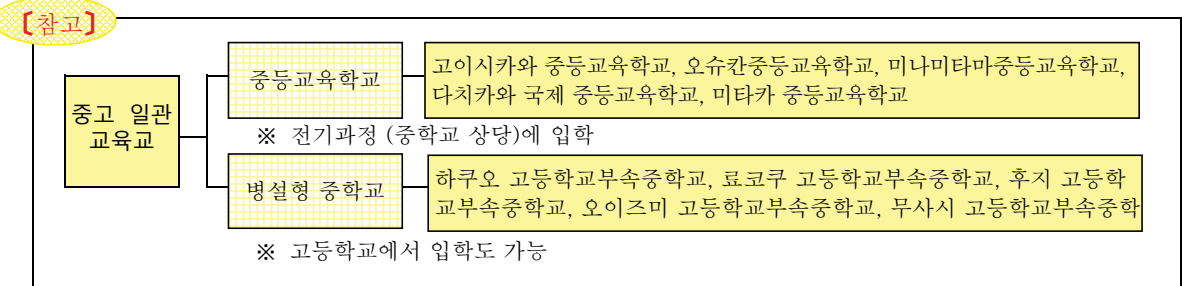 【참고】
중고 일관
교육교
중등교육학교
고이시카와 중등교육학교, 오슈칸중등교육학교, 미나미타마중등교육학교,
다치카와 국제 중등교육학교, 미타카 중등교육학교
※ 전기과정 (중학교 상당)에 입학
병설형 중학교
하쿠오 고등학교부속중학교, 료코쿠 고등학교부속중학교, 후지 고등학
교부속중학교, 오이즈미 고등학교부속중학교, 무사시 고등학교부속중학
※ 고등학교에서 입학도 가능